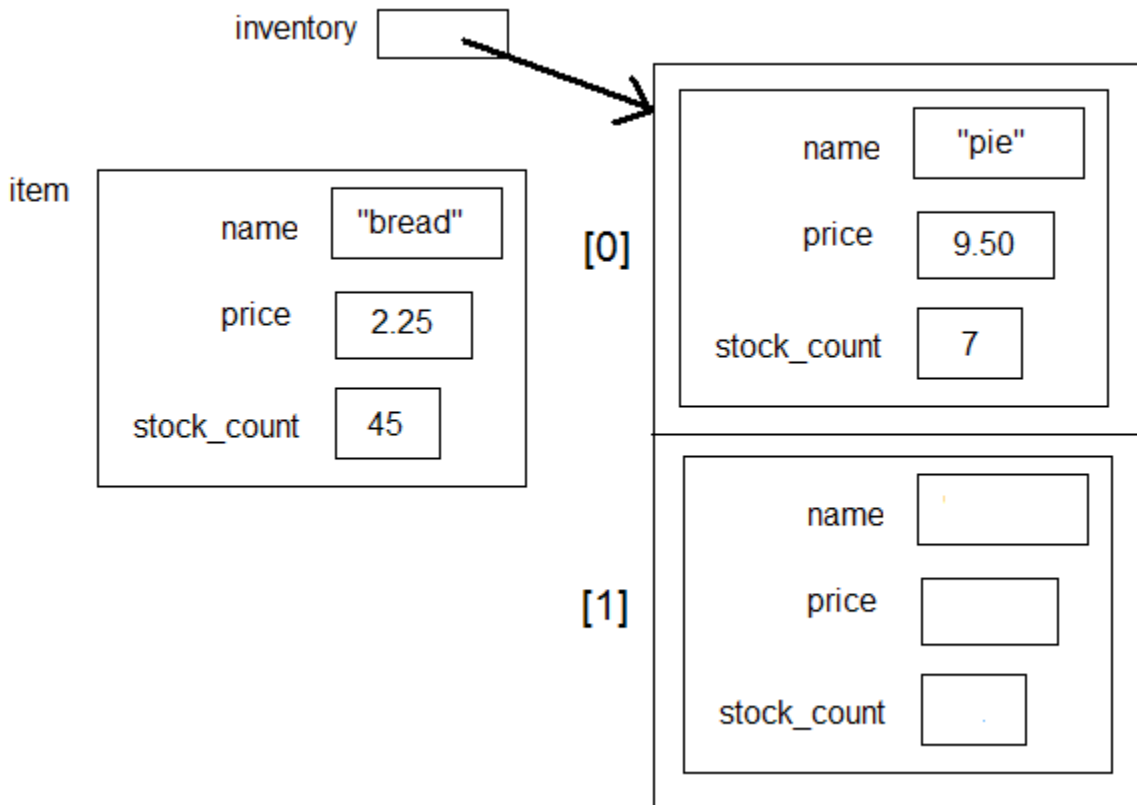 inventory
item
name "bread"
price 2.25
stock_count 45
[0]
name "pie"
price 9.50
stock_count 7
[1]
name
price
stock_count